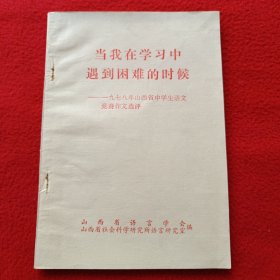 当我在学习中
遇到困难的时候
——一九七八年山西省中学生语文
竞赛作文选评
山西省语言学会
山西省社会科学研究所语言研究室编